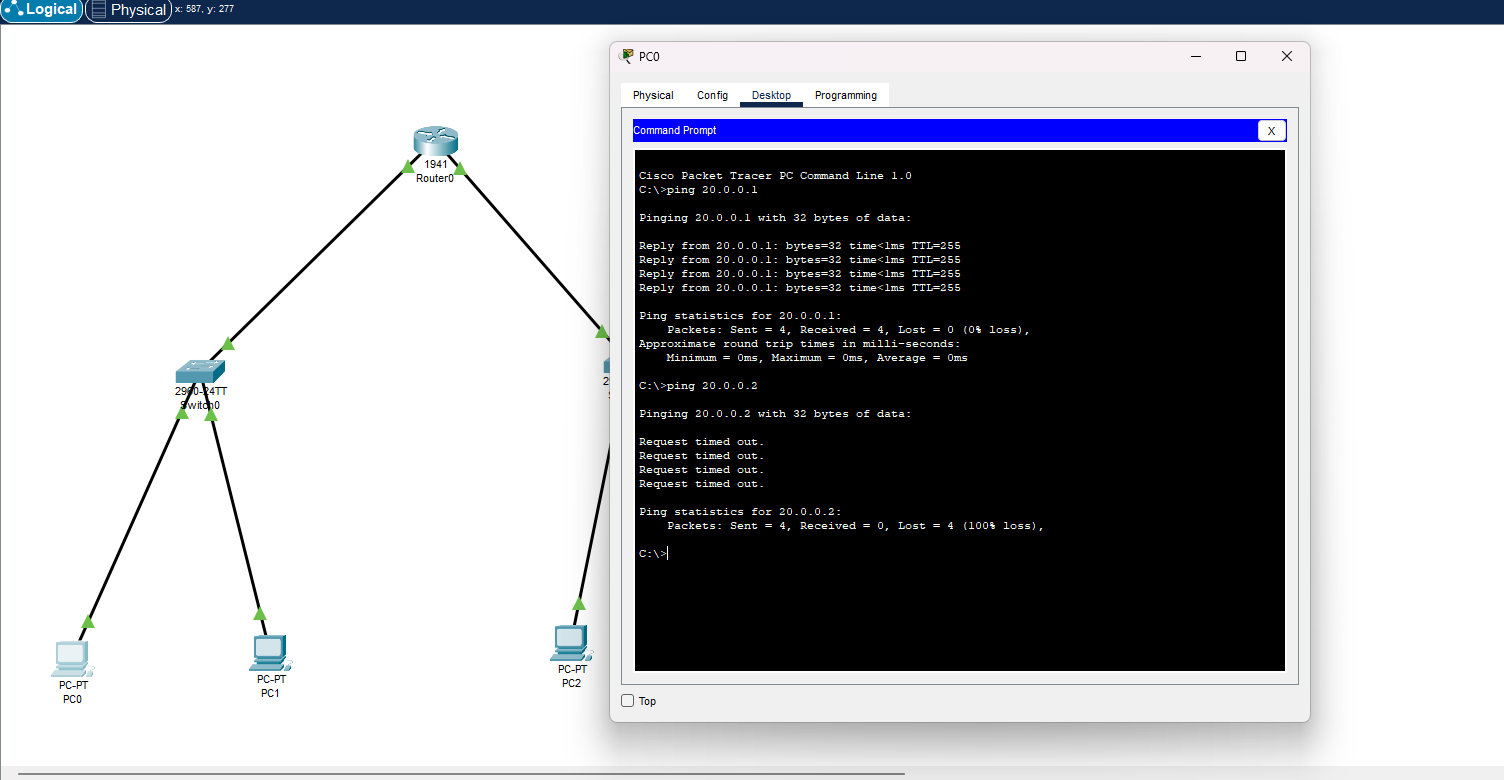 Logical
Physical
x: 587, y: 277
1941
Router0
2960-24TT
Switch0
2
PC-PT
PC0
PC-PT
PC1
PC-PT
PC2
PC0
Physical
Config
Desktop
Programming
Command Prompt
X
Cisco Packet Tracer PC Command Line 1.0
C:\>ping 20.0.0.1
Pinging 20.0.0.1 with 32 bytes of data:
Reply from 20.0.0.1: bytes=32 time<1ms TTL=255
Reply from 20.0.0.1: bytes=32 time<1ms TTL=255
Reply from 20.0.0.1: bytes=32 time<1ms TTL=255
Reply from 20.0.0.1: bytes=32 time<1ms TTL=255
Ping statistics for 20.0.0.1:
Packets: Sent = 4, Received = 4, Lost = 0 (0% loss),
Approximate round trip times in milli-seconds:
Minimum = 0ms, Maximum = 0ms, Average = 0ms
C:\>ping 20.0.0.2
Pinging 20.0.0.2 with 32 bytes of data:
Request timed out.
Request timed out.
Request timed out.
Request timed out.
Ping statistics for 20.0.0.2:
Packets: Sent = 4, Received = 0, Lost = 4 (100% loss),
C:\>
Top